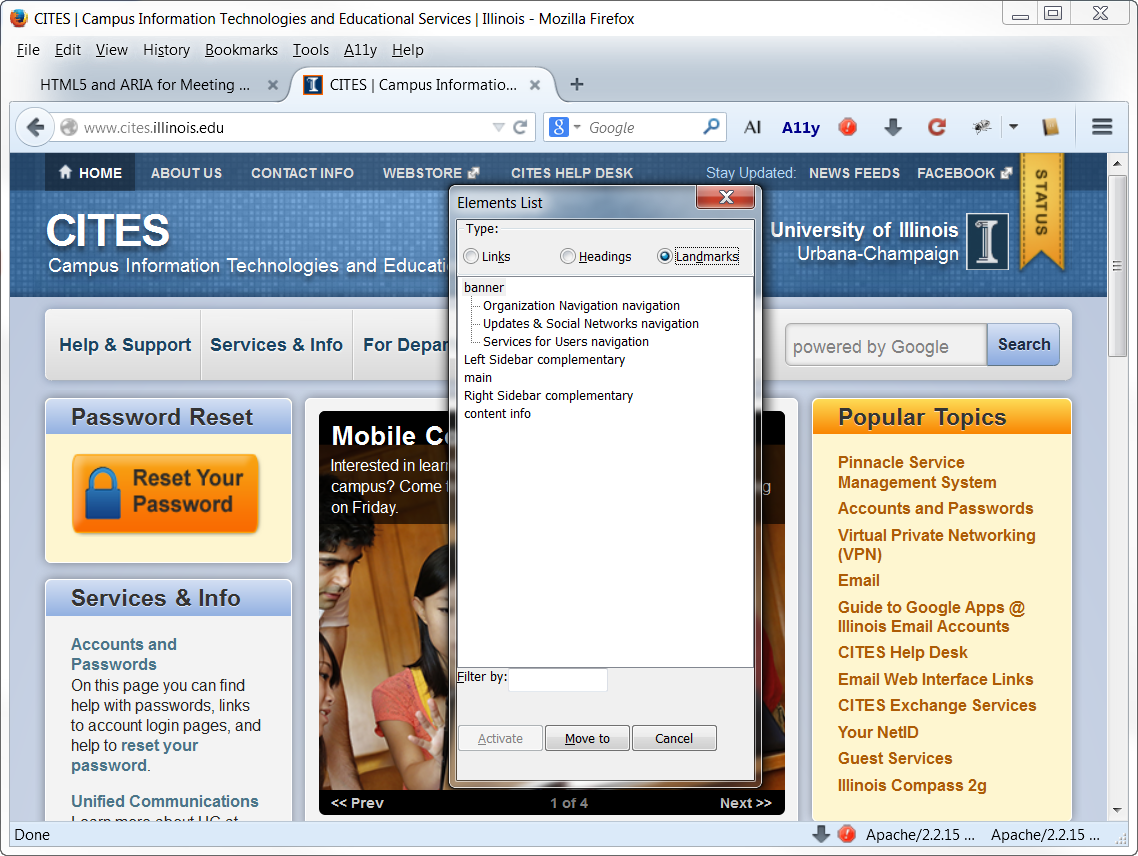 CITES | Campus Information Technologies and Educational Services | Illinois - Mozilla Firefox
File Edit View History Bookmarks Tools A11y Help
HTML5 and ARIA for Meeting ...
CITES | Campus Informatio...
www.cites.illinois.edu
Google
AI A11y
HOME ABOUT US CONTACT INFO WEBSTORE CITES HELP DESK
Stay Updated: NEWS FEEDS FACEBOOK
STATUS
CITES
Campus Information Technologies and Educati
University of Illinois
Urbana-Champaign
Help & Support Services & Info For Depar
powered by Google
Search
Elements List
Type:
Links Headings Landmarks
banner
Organization Navigation navigation
Updates & Social Networks navigation
Services for Users navigation
Left Sidebar complementary
main
Right Sidebar complementary
content info
Filter by:
Activate Move to Cancel
Password Reset
Reset Your
Password
Services & Info
Accounts and
Passwords
On this page you can find
help with passwords, links
to account login pages, and
help to reset your
password.
Unified Communications
Learn more about UC at
Mobile Co
Interested in lear
campus? Come
on Friday.
<< Prev 1 of 4 Next >>
Popular Topics
Pinnacle Service
Management System
Accounts and Passwords
Virtual Private Networking
(VPN)
Email
Guide to Google Apps @
Illinois Email Accounts
CITES Help Desk
Email Web Interface Links
CITES Exchange Services
Your NetID
Guest Services
Illinois Compass 2g
Done
Apache/2.2.15 ... Apache/2.2.15 ...